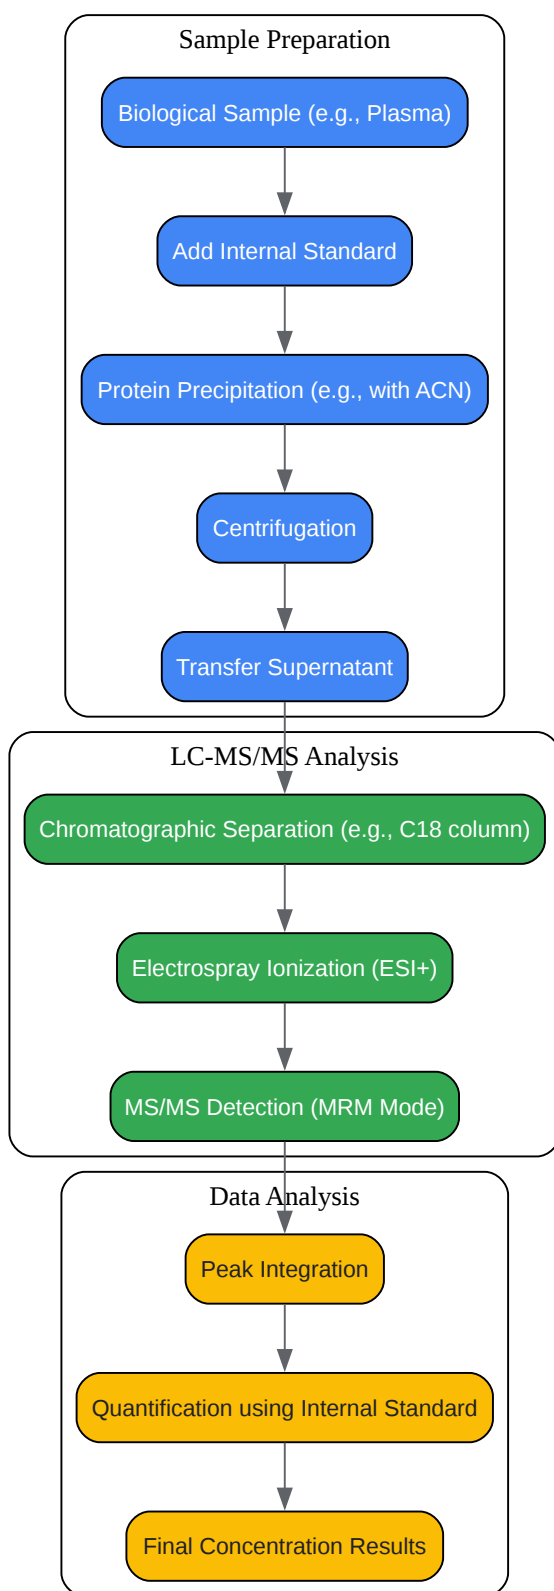 Sample Preparation
Biological Sample (e.g., Plasma)
Add Internal Standard
Protein Precipitation (e.g., with ACN)
Centrifugation
Transfer Supernatant
LC-MS/MS Analysis
Chromatographic Separation (e.g., C18 column)
Electrospray Ionization (ESI+)
MS/MS Detection (MRM Mode)
Data Analysis
Peak Integration
Quantification using Internal Standard
Final Concentration Results